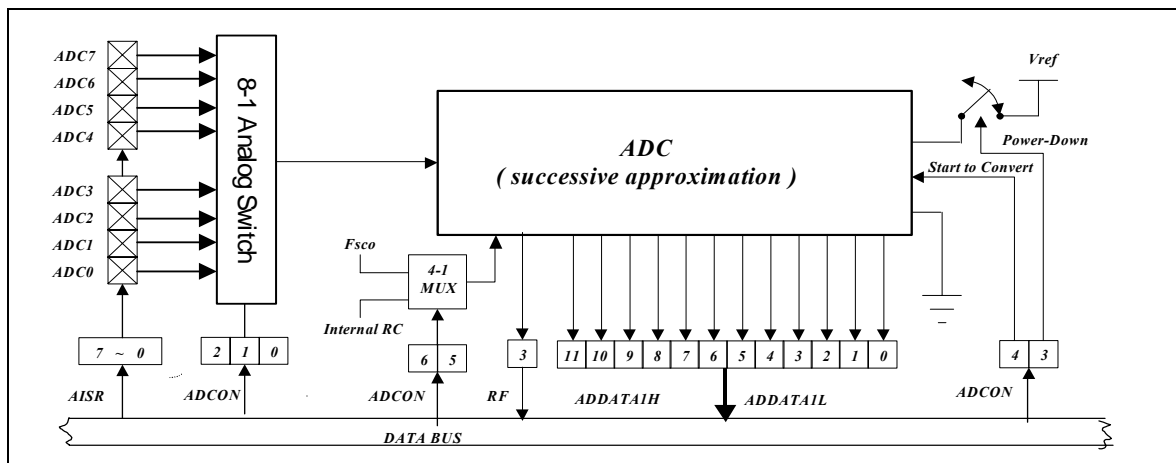 ADC7
ADC6
ADC5
ADC4
ADC3
ADC2
ADC1
ADC0
8-1 Analog Switch
ADC
( successive approximation )
Vref
Power-Down
Start to Convert
Fsco
4-1
MUX
Internal RC
7 ~ 0
2 1 0
6 5
3
11 10 9 8 7 6 5 4 3 2 1 0
4 3
AISR
ADCON
ADCON
RF
ADDATA1H
ADDATA1L
ADCON
DATA BUS